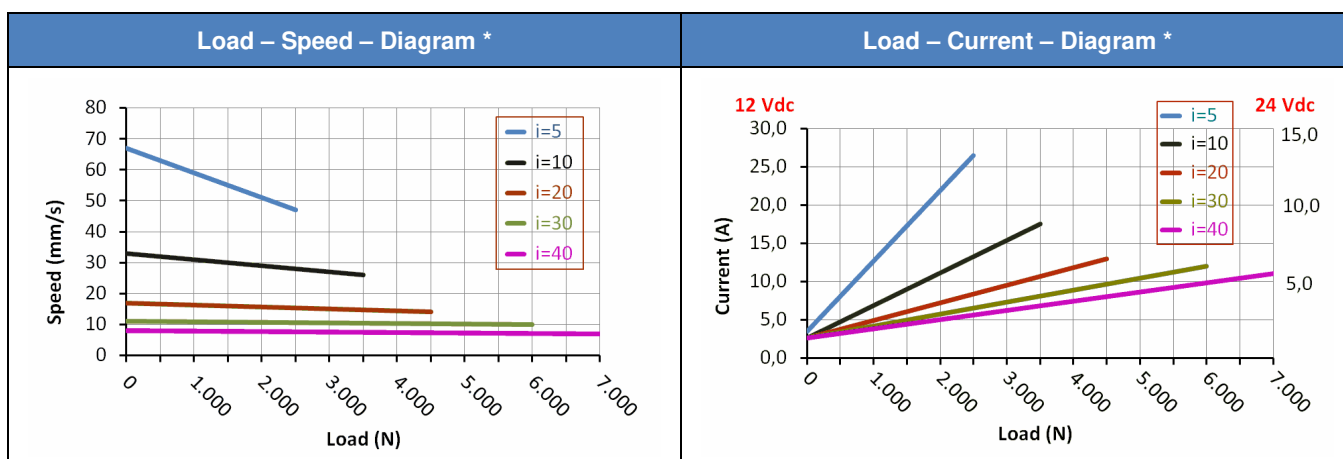 Load – Speed – Diagram *
Load – Current – Diagram *
80
70
60
50
40
30
20
10
0
Speed (mm/s)
i=5
i=10
i=20
i=30
i=40
0
1.000
2.000
3.000
4.000
5.000
6.000
7.000
Load (N)
12 Vdc
24 Vdc
30,0
25,0
20,0
15,0
10,0
5,0
0,0
Current (A)
i=5
i=10
i=20
i=30
i=40
15,0
10,0
5,0
0
1.000
2.000
3.000
4.000
5.000
6.000
7.000
Load (N)